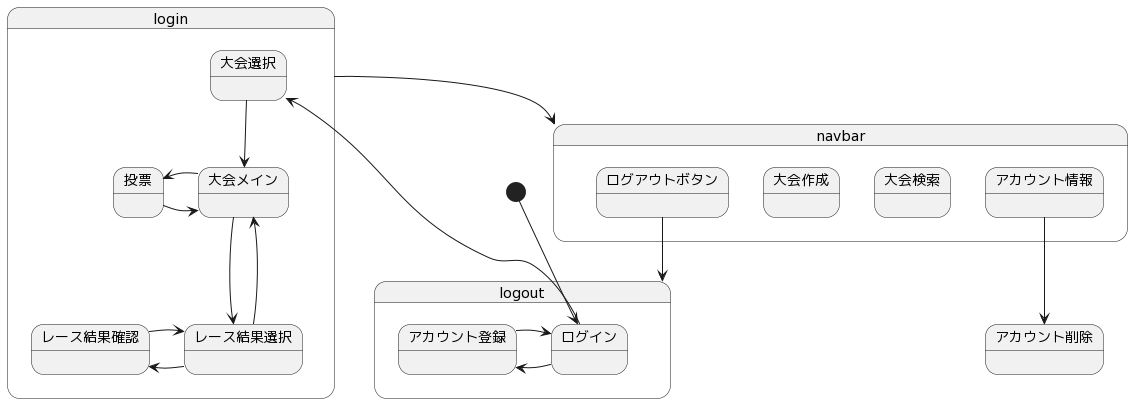 login
大会選択
投票
大会メイン
レース結果確認
レース結果選択
navbar
ログアウトボタン
大会作成
大会検索
アカウント情報
logout
アカウント登録
ログイン
アカウント削除